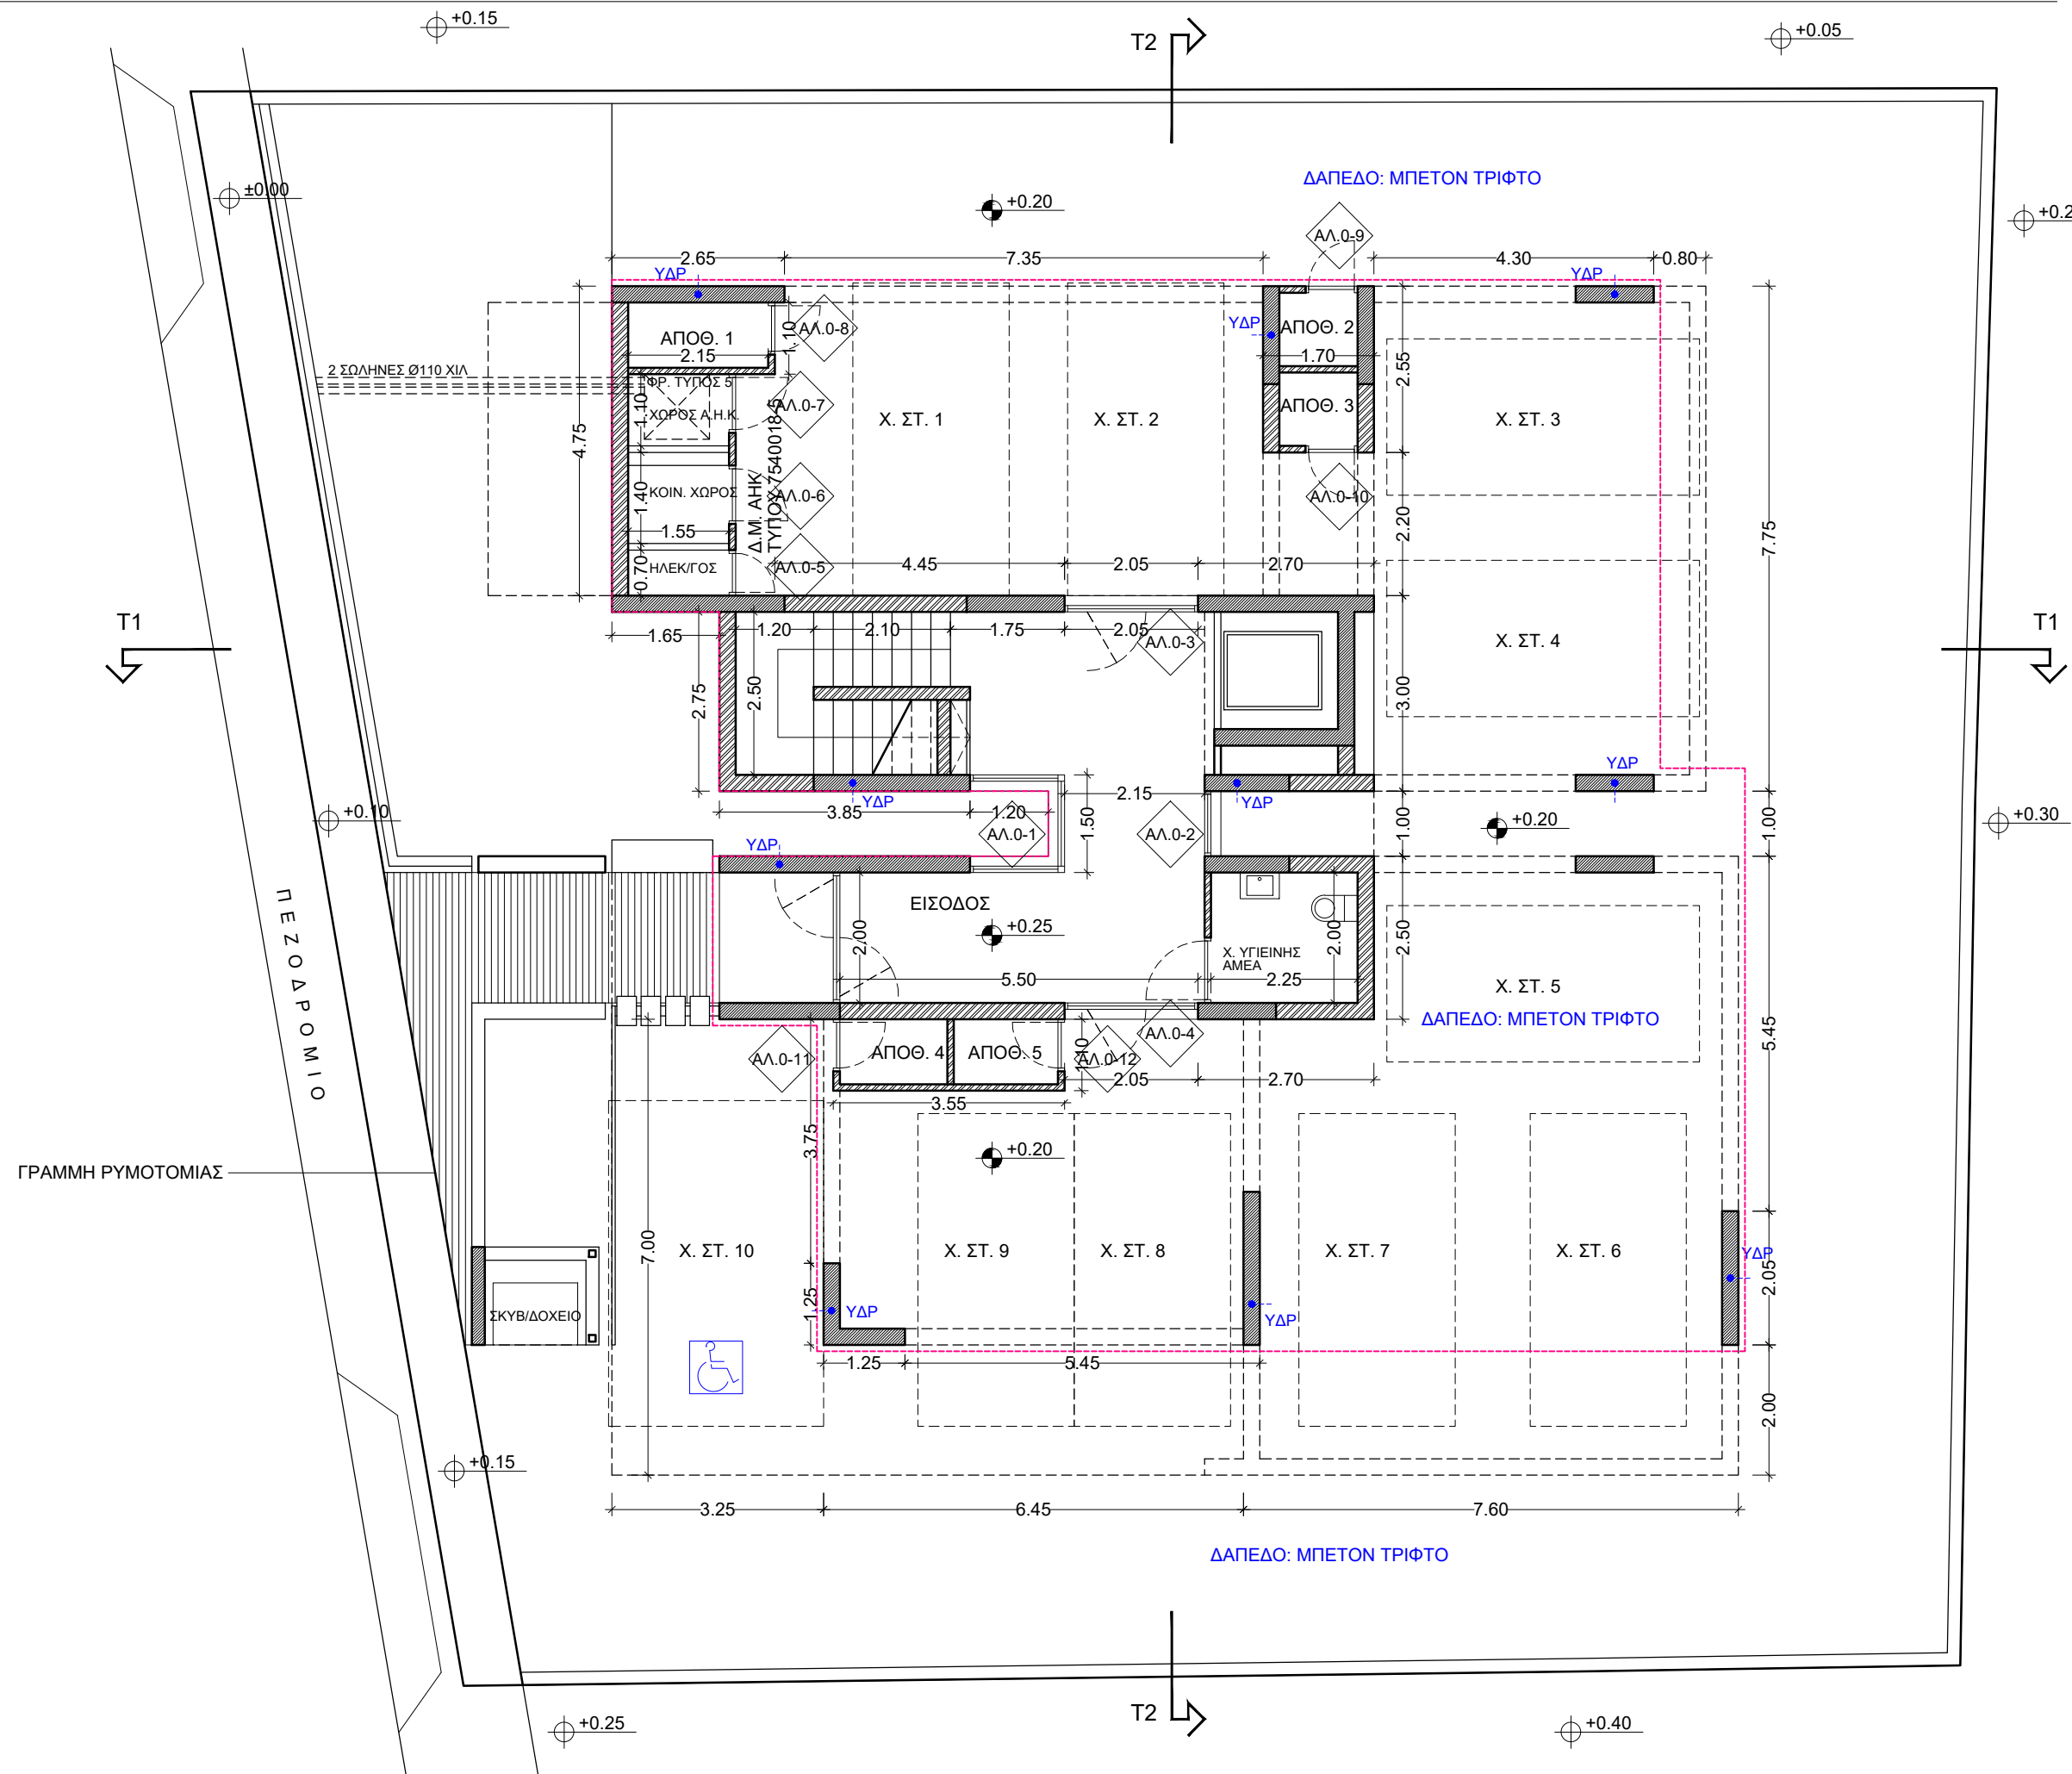 +0.15
T2
+0.05
±0.00
ΔΑΠΕΔΟ: ΜΠΕΤΟΝ ΤΡΙΦΤΟ
+0.20
ΑΛ.0-9
2.65
7.35
4.30
0.80
ΥΔΡ
ΥΔΡ
ΑΠΟΘ. 1
2.15
1.10
ΑΛ.0-8
ΥΔΡ
ΑΠΟΘ. 2
1.70
2.55
2 ΣΩΛΗΝΕΣ Ø110 ΧΙΛ
ΦΡ. ΤΥΠΟΣ 5
ΧΩΡΟΣ Α.Η.Κ.
1.10
ΑΛ.0-7
Χ. ΣΤ. 1
Χ. ΣΤ. 2
ΑΠΟΘ. 3
Χ. ΣΤ. 3
4.75
ΚΟΙΝ. ΧΩΡΟΣ
1.40
1.55
Δ.Μ. ΑΗΚ
ΤΥΠΟΥ 75400185
ΑΛ.0-6
ΑΛ.0-10
2.20
7.75
ΗΛΕΚ/ΓΟΣ
0.70
ΑΛ.0-5
4.45
2.05
2.70
T1
1.65
1.20
2.10
1.75
2.05
ΑΛ.0-3
Χ. ΣΤ. 4
T1
2.75
2.50
3.00
+0.10
3.85
ΥΔΡ
1.20
ΑΛ.0-1
1.50
2.15
ΑΛ.0-2
ΥΔΡ
ΥΔΡ
1.00
+0.20
1.00
+0.30
ΥΔΡ
ΠΕΖΟΔΡΟΜΙΟ
ΕΙΣΟΔΟΣ
+0.25
2.00
5.50
Χ. ΥΓΙΕΙΝΗΣ
ΑΜΕΑ
2.25
2.00
2.50
Χ. ΣΤ. 5
ΔΑΠΕΔΟ: ΜΠΕΤΟΝ ΤΡΙΦΤΟ
5.45
ΑΛ.0-11
ΑΠΟΘ. 4
ΑΠΟΘ. 5
ΑΛ.0-12
ΑΛ.0-4
2.05
2.70
3.55
3.75
+0.20
ΓΡΑΜΜΗ ΡΥΜΟΤΟΜΙΑΣ
7.00
Χ. ΣΤ. 10
Χ. ΣΤ. 9
Χ. ΣΤ. 8
Χ. ΣΤ. 7
Χ. ΣΤ. 6
ΥΔΡ
2.05
ΣΚΥΒ/ΔΟΧΕΙΟ
1.25
ΥΔΡ
ΥΔΡ
1.25
5.45
2.00
+0.15
3.25
6.45
7.60
ΔΑΠΕΔΟ: ΜΠΕΤΟΝ ΤΡΙΦΤΟ
T2
+0.25
+0.40